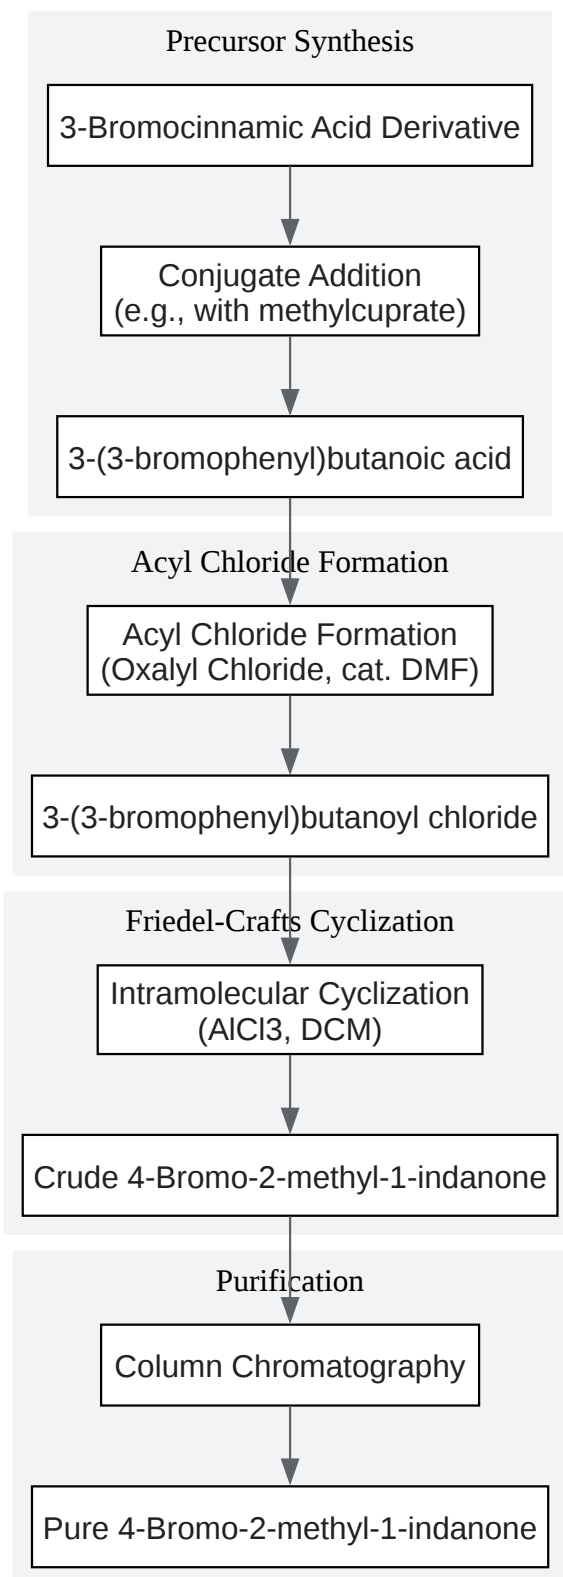 Precursor Synthesis
3-Bromocinnamic Acid Derivative
Conjugate Addition
(e.g., with methylcuprate)
3-(3-bromophenyl)butanoic acid
Acyl Chloride Formation
Acyl Chloride Formation
(Oxalyl Chloride, cat. DMF)
3-(3-bromophenyl)butanoyl chloride
Friedel-Crafts Cyclization
Intramolecular Cyclization
(AlCl3, DCM)
Crude 4-Bromo-2-methyl-1-indanone
Purification
Column Chromatography
Pure 4-Bromo-2-methyl-1-indanone